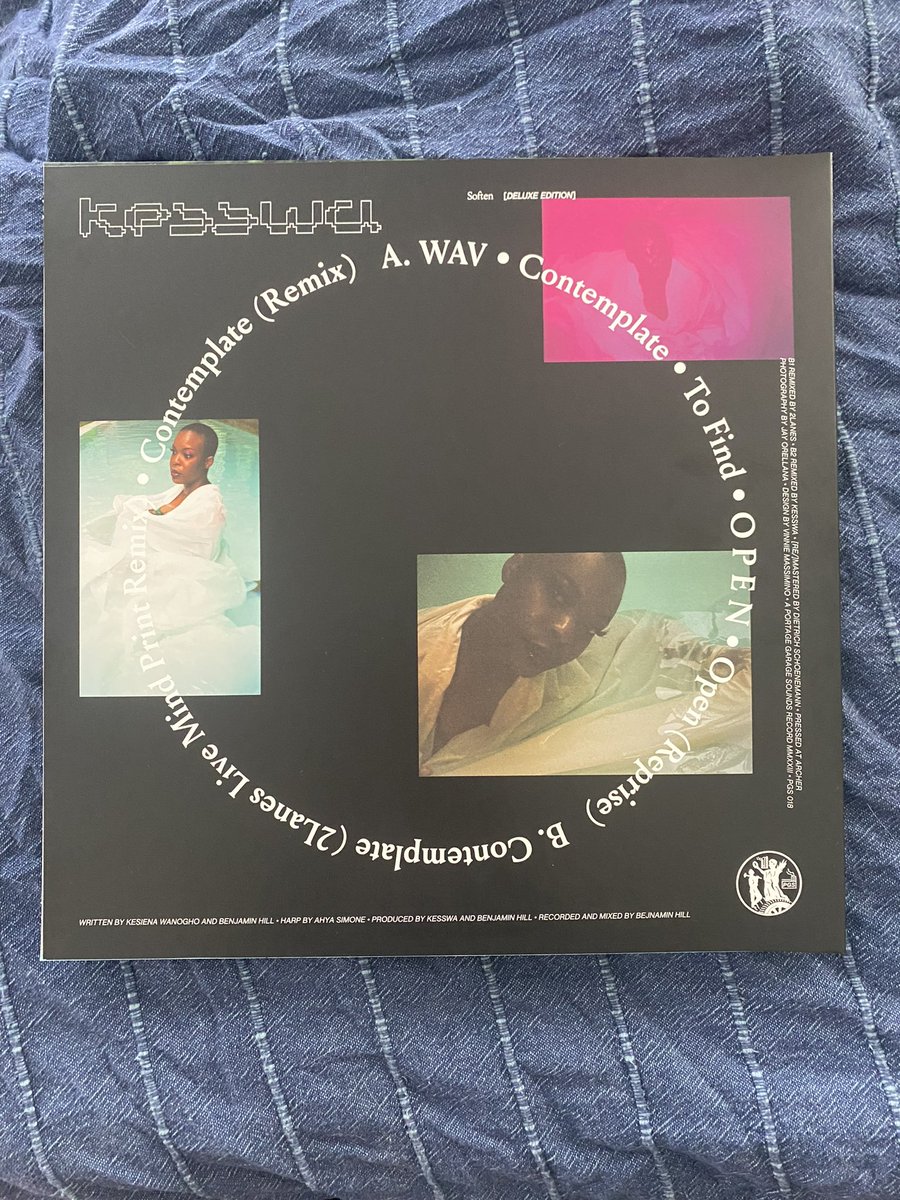 Kesswa
Soften [DELUXE EDITION]
A. WAV • Contemplate • To Find • OPEN • Open (Reprise) B. Contemplate (2Lanes Live Mind Print Remix) • Contemplate (Remix)
B1 REMIXED BY 2LANES • B2 REMIXED BY KESSWA • (RE)MASTERED BY DIETRICH SCHOENEMANN • PRESSED AT ARCHER
PHOTOGRAPHY BY JAY ORELLANA • DESIGN BY VINNIE MASSIMINO • A PORTAGE GARAGE SOUNDS RECORD MMXXIII • PGS 018
PGS
WRITTEN BY KESIENA WANOGHO AND BENJAMIN HILL • HARP BY AHYA SIMONE • PRODUCED BY KESSWA AND BENJAMIN HILL • RECORDED AND MIXED BY BEJNAMIN HILL